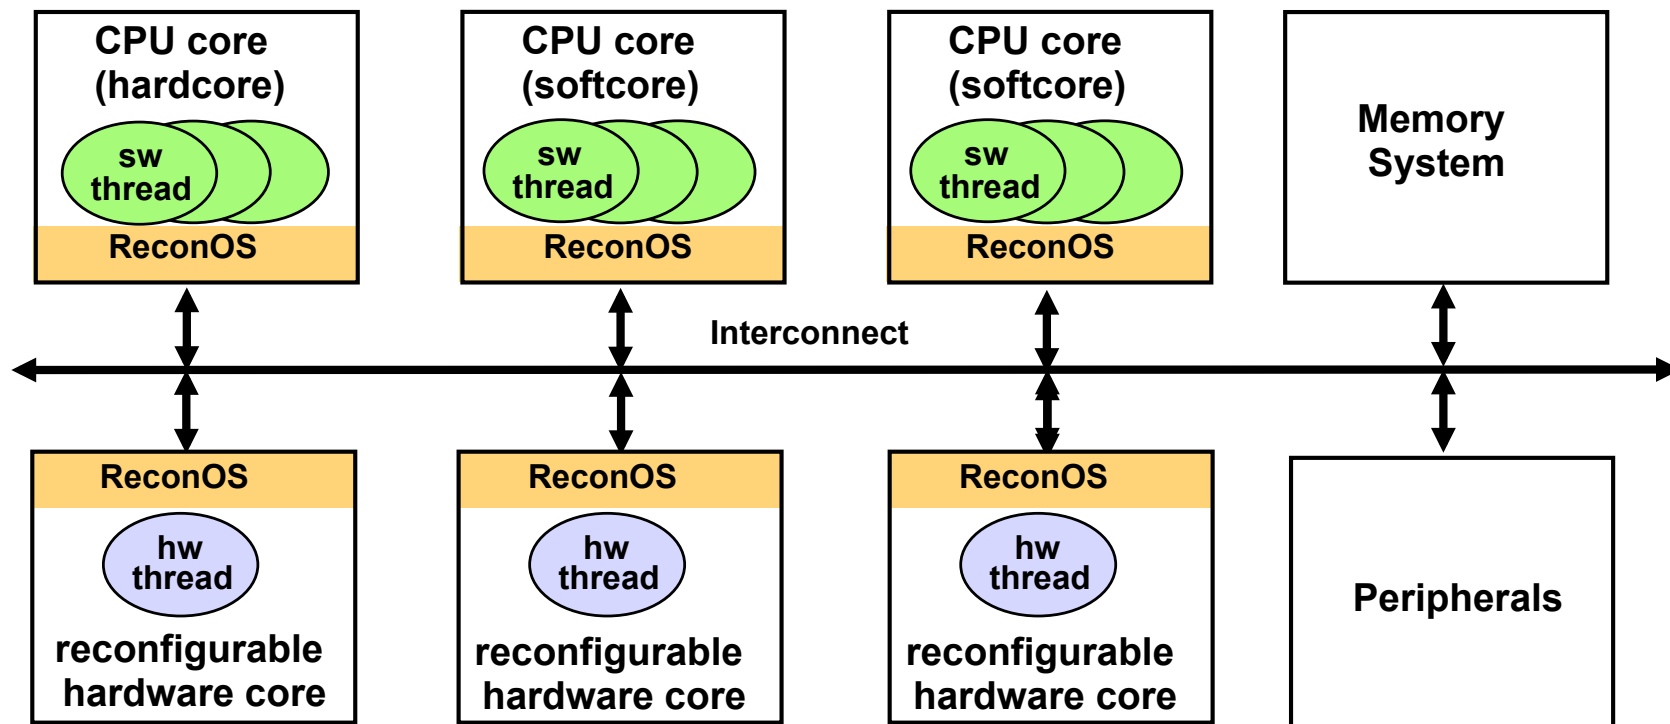 CPU core
(hardcore)
sw
thread
ReconOS
CPU core
(softcore)
sw
thread
ReconOS
CPU core
(softcore)
sw
thread
ReconOS
Memory
System
Interconnect
ReconOS
hw
thread
reconfigurable
hardware core
ReconOS
hw
thread
reconfigurable
hardware core
ReconOS
hw
thread
reconfigurable
hardware core
Peripherals